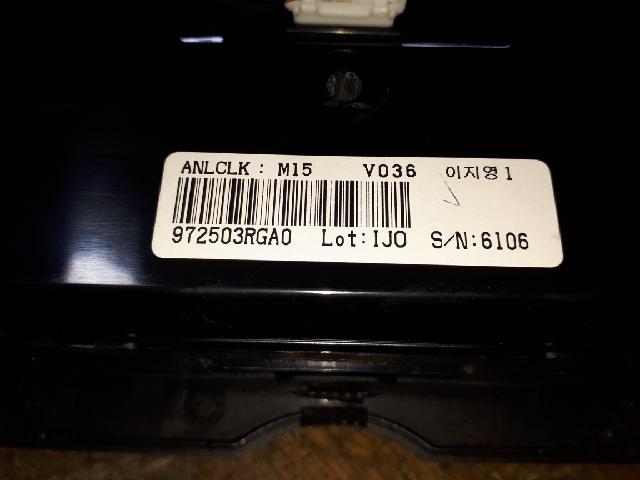 ANLCLK : M15 V036 이지영1
972503RGA0 Lot:IJO S/N:6106